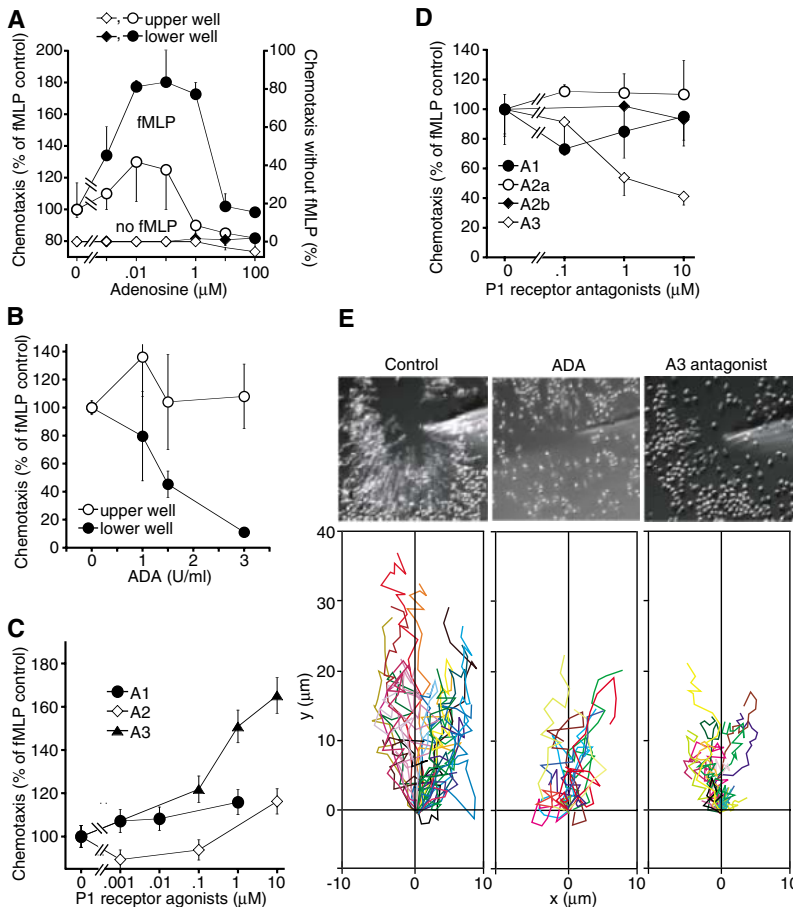 A
◇,○ upper well
◆,● lower well
Chemotaxis (% of fMLP control)
200
180
160
140
120
100
80
100
80
60
40
20
0
Chemotaxis without fMLP (%)
fMLP
no fMLP
0
.01
.1
1
10
100
Adenosine (μM)
B
Chemotaxis (% of fMLP control)
140
120
100
80
60
40
20
0
upper well
lower well
0
1
2
3
ADA (U/ml)
C
Chemotaxis (% of fMLP control)
160
180
140
120
100
A1
A2
A3
0
.001
.01
.1
1
10
P1 receptor agonists (μM)
D
Chemotaxis (% of fMLP control)
140
120
100
80
60
40
20
0
A1
A2a
A2b
A3
0
.1
1
10
P1 receptor antagonists (μM)
E
Control
ADA
A3 antagonist
40
30
20
10
0
y (μm)
-10
0
10
0
10
0
10
x (μm)